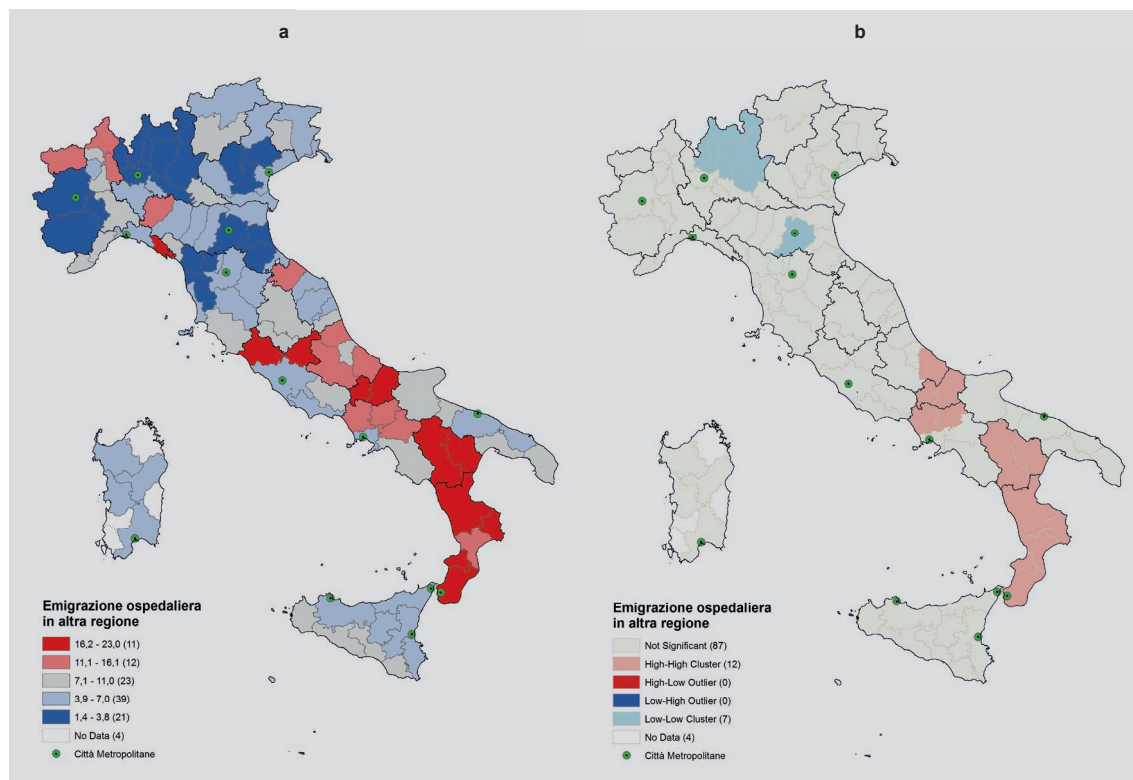 a
Emigrazione ospedaliera
in altra regione
16,2 - 23,0 (11)
11,1 - 16,1 (12)
7,1 - 11,0 (23)
3,9 - 7,0 (39)
1,4 - 3,8 (21)
No Data (4)
Città Metropolitane
b
Emigrazione ospedaliera
in altra regione
Not Significant (87)
High-High Cluster (12)
High-Low Outlier (0)
Low-High Outlier (0)
Low-Low Cluster (7)
No Data (4)
Città Metropolitane